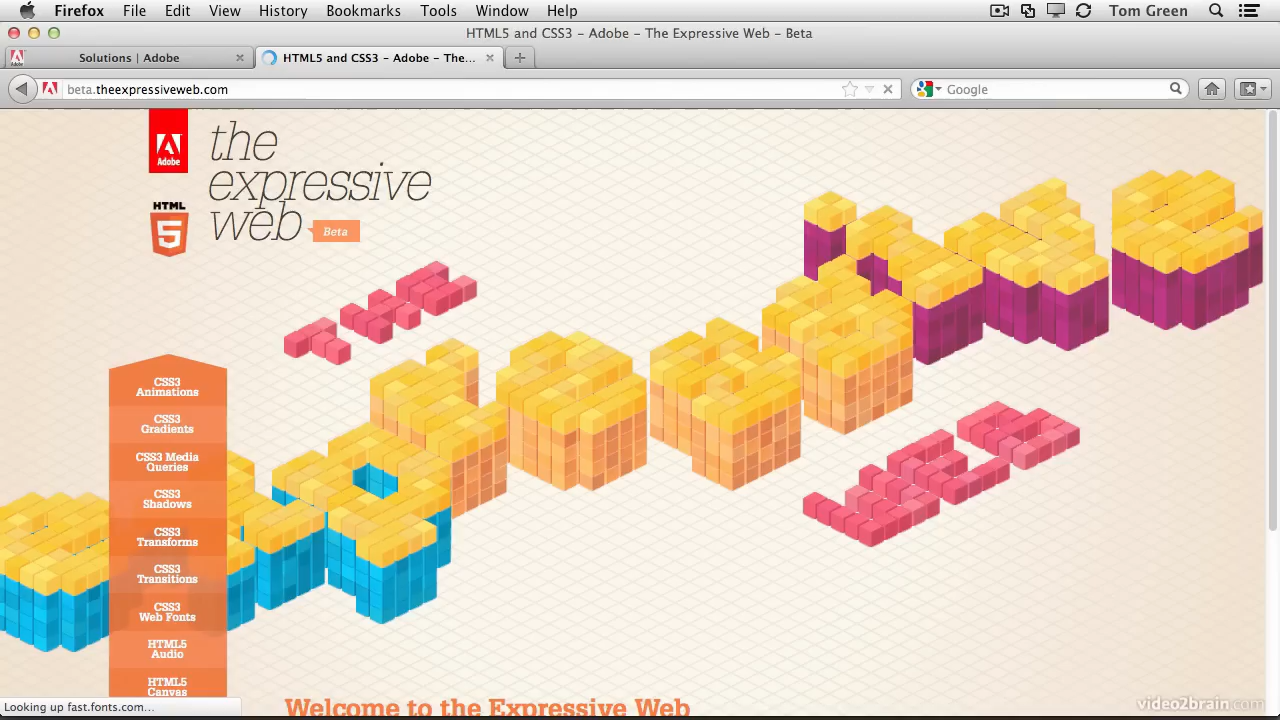 Firefox File Edit View History Bookmarks Tools Window Help Tom Green
HTML5 and CSS3 – Adobe – The Expressive Web – Beta
Solutions | Adobe
HTML5 and CSS3 – Adobe – The...
beta.theexpressiveweb.com
Google
Adobe
the
expressive
web
Beta
HTML
5
THE
WEB
CSS3
Animations
CSS3
Gradients
CSS3 Media
Queries
CSS3
Shadows
CSS3
Transforms
CSS3
Transitions
CSS3
Web Fonts
HTML5
Audio
HTML5
Canvas
Welcome to the Expressive Web
Looking up fast.fonts.com...
video2brain.com